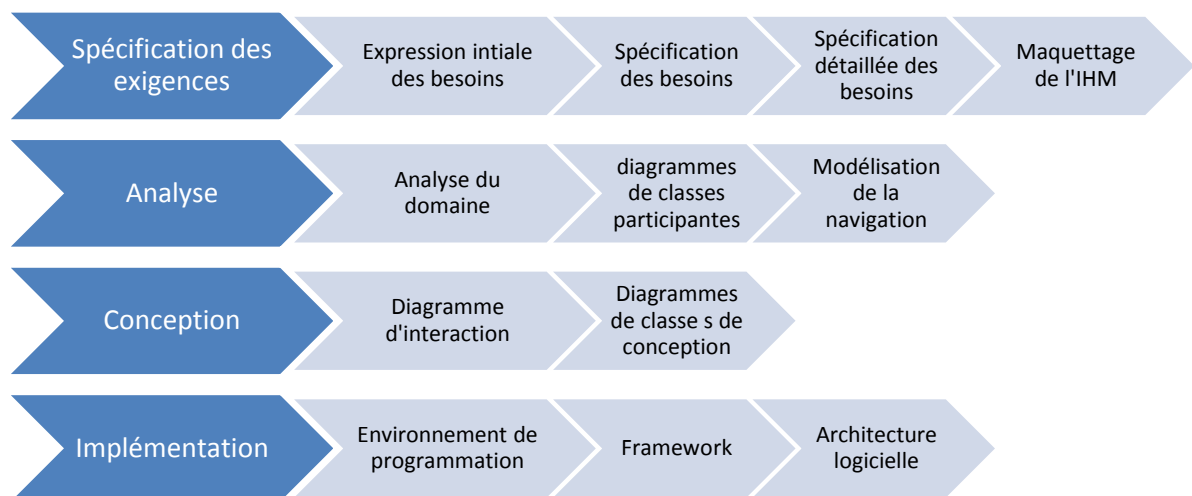 Spécification des
exigences
Expression intiale
des besoins
Spécification
des besoins
Spécification
détaillée des
besoins
Maquettage
de l'IHM
Analyse
Analyse du
domaine
diagrammes
de classes
participantes
Modélisation
de la
navigation
Conception
Diagramme
d'interaction
Diagrammes
de classe s de
conception
Implémentation
Environnement de
programmation
Framework
Architecture
logicielle